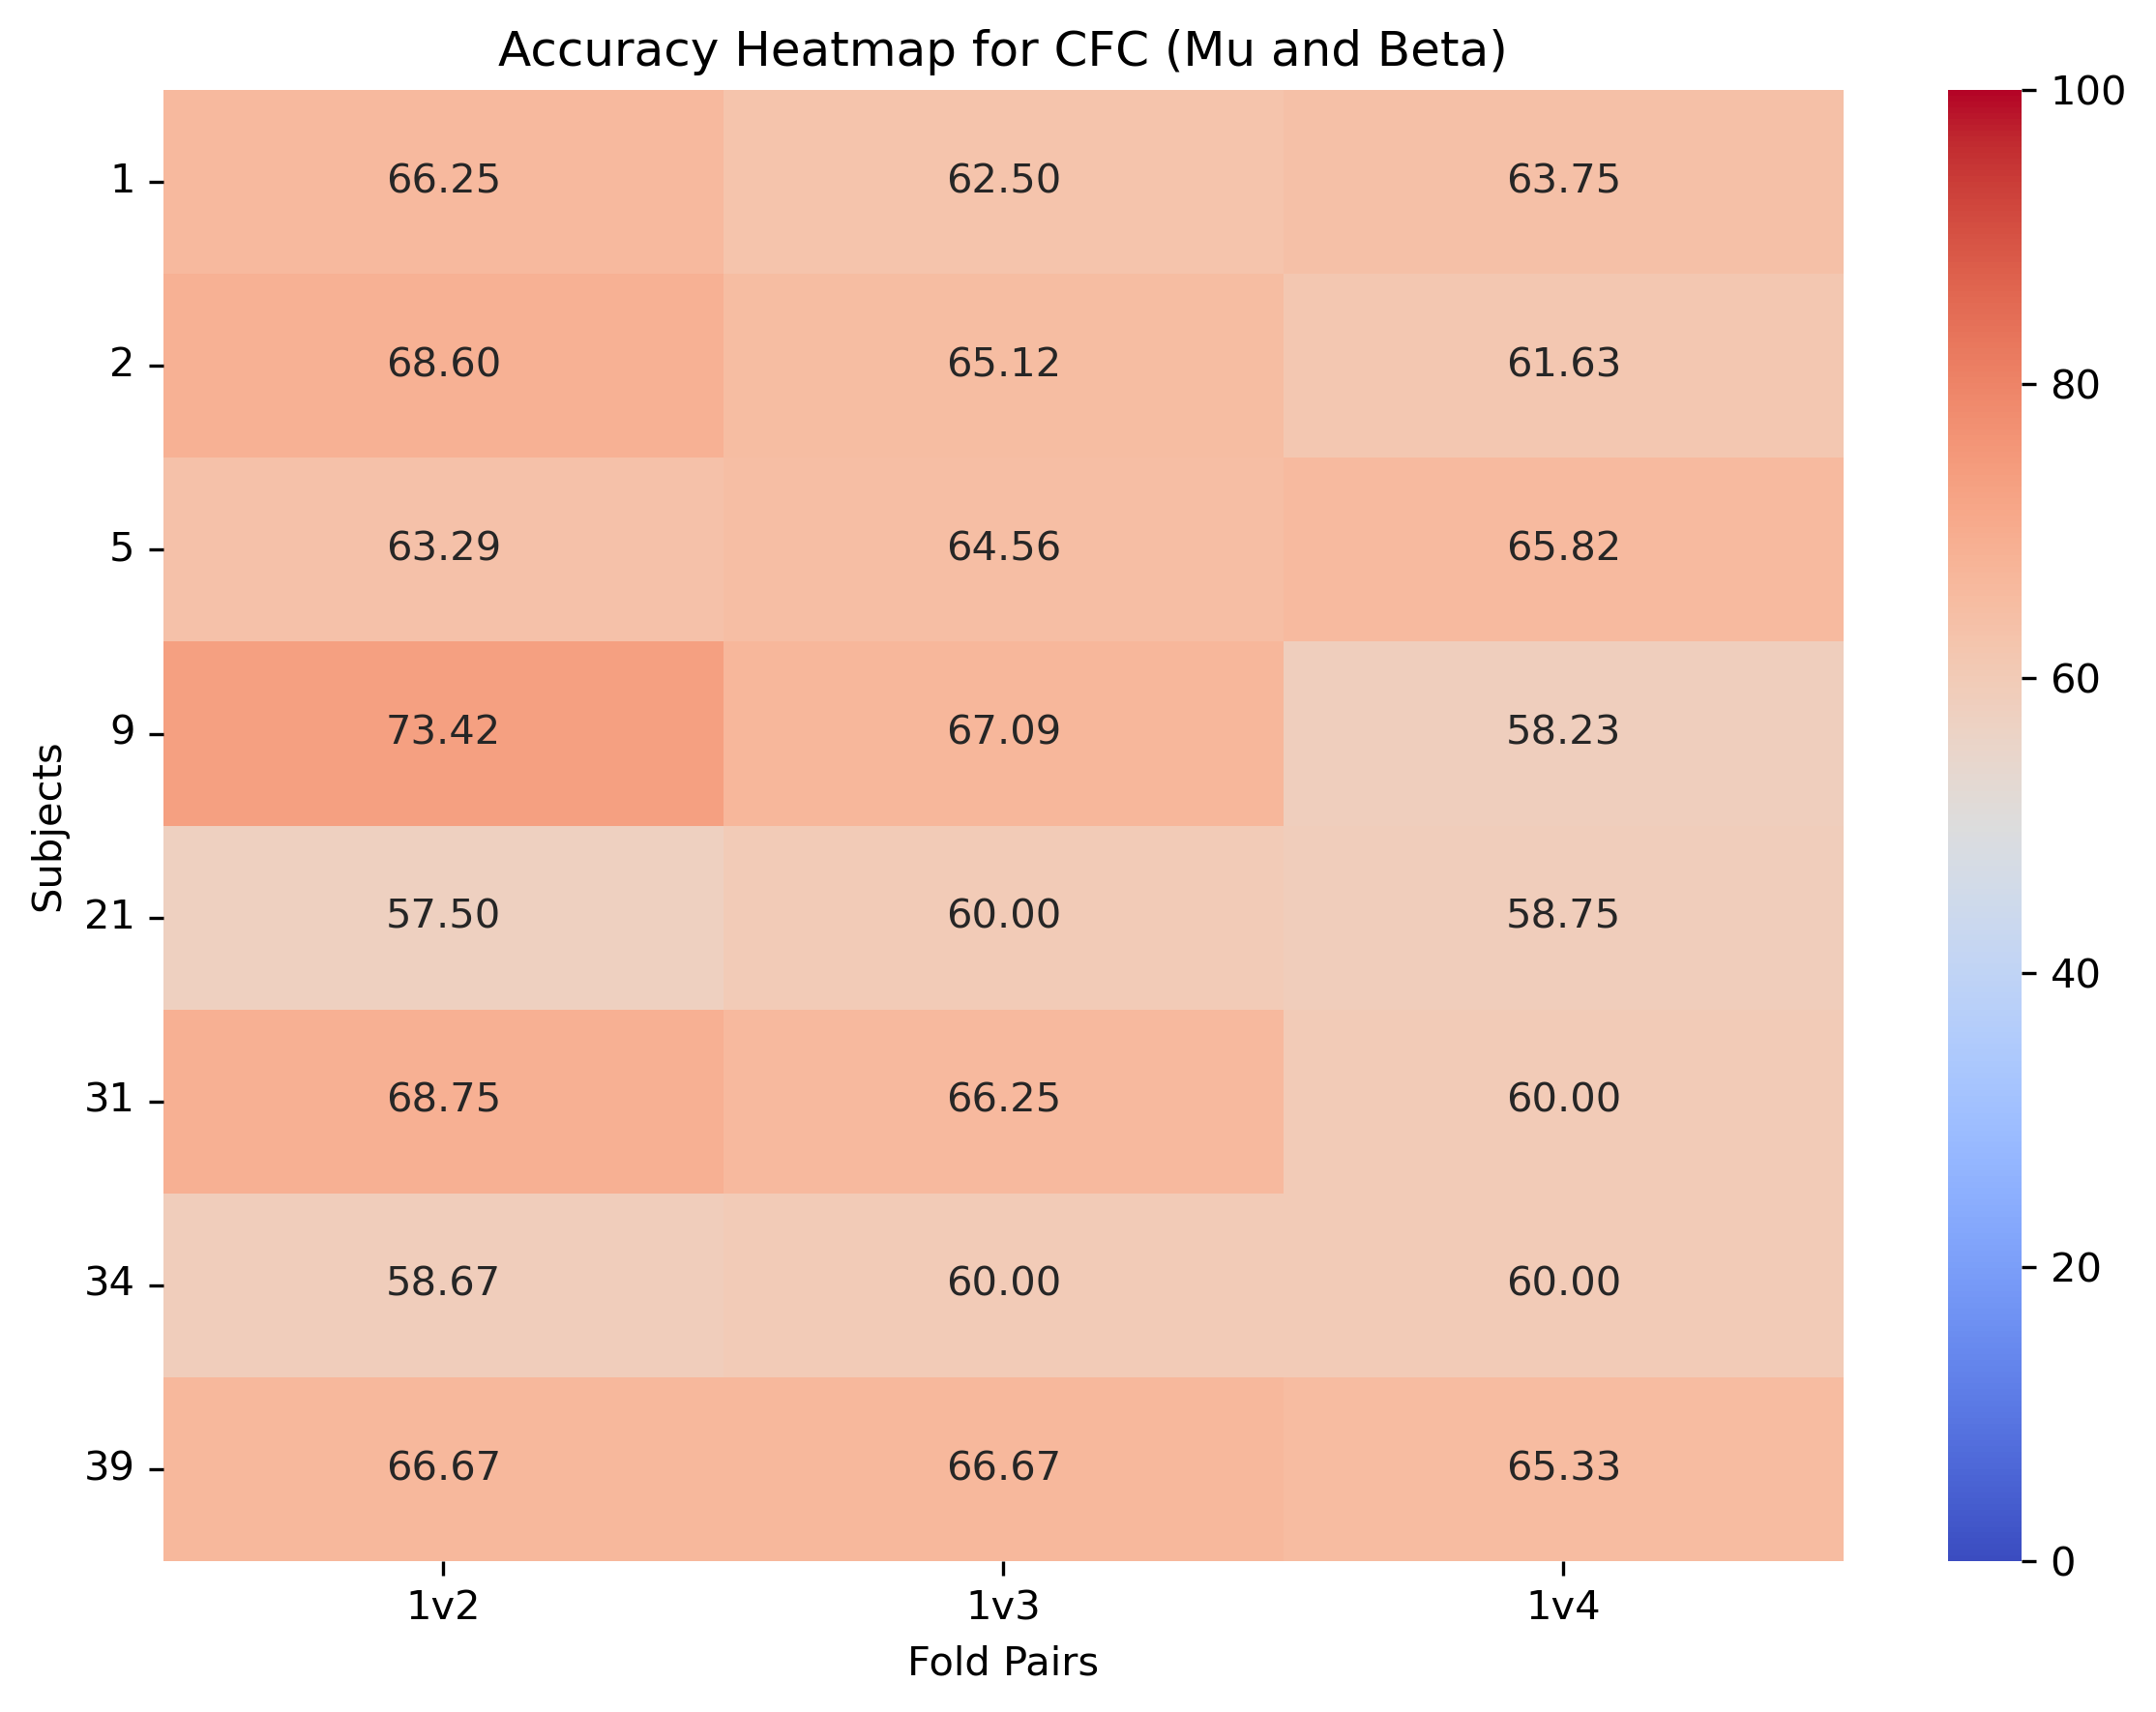 Accuracy Heatmap for CFC (Mu and Beta)
100
1 66.25 62.50 63.75
2 68.60 65.12 61.63
80
5 63.29 64.56 65.82
60
9 73.42 67.09 58.23
Subjects
21 57.50 60.00 58.75
40
31 68.75 66.25 60.00
20
34 58.67 60.00 60.00
39 66.67 66.67 65.33
0
1v2 1v3 1v4
Fold Pairs